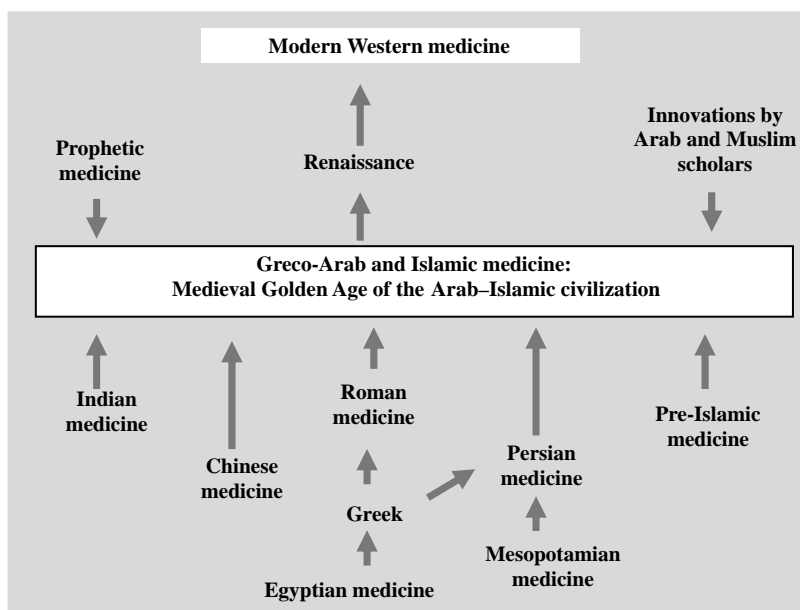 Modern Western medicine
Innovations by
Arab and Muslim
scholars
Prophetic
medicine
Renaissance
Greco-Arab and Islamic medicine:
Medieval Golden Age of the Arab–Islamic civilization
Indian
medicine
Roman
medicine
Pre-Islamic
medicine
Chinese
medicine
Persian
medicine
Greek
Mesopotamian
medicine
Egyptian medicine